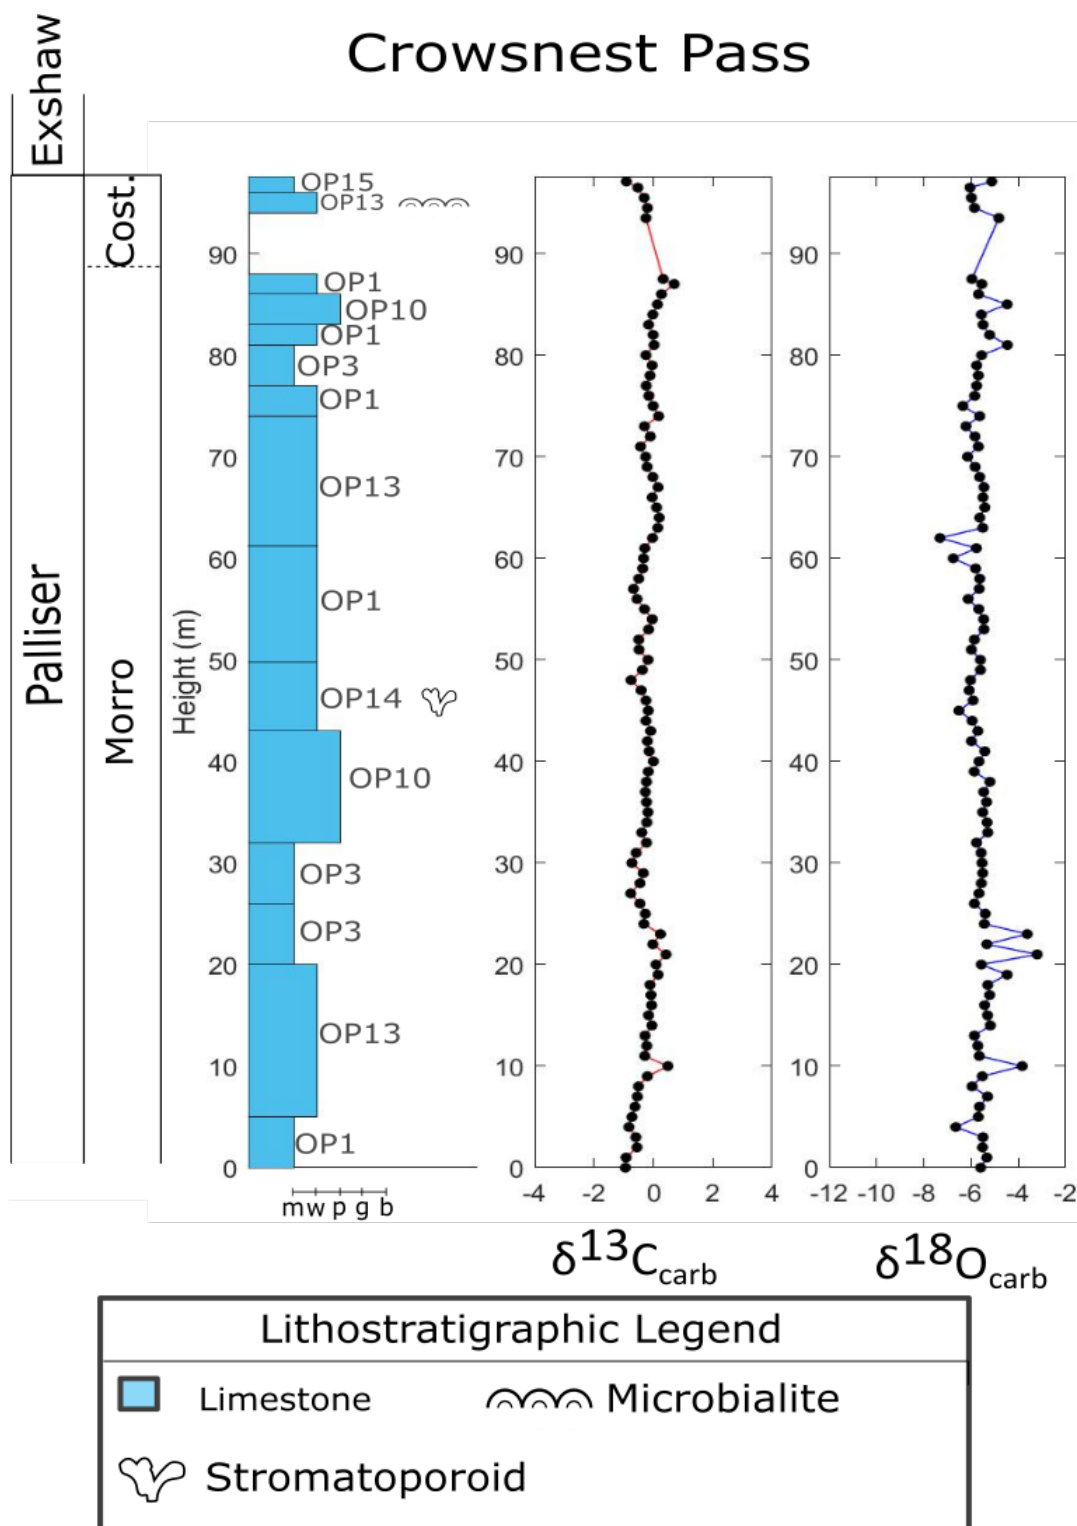 Crowsnest Pass
Exshaw
Palliser
Cost.
Morro
Height (m)
OP15
OP13
90
OP1
OP10
OP1
80
OP3
OP1
70
OP13
60
OP1
50
OP14
OP10
40
30
OP3
OP3
20
OP13
10
OP1
0
m w p g b
90
80
70
60
50
40
30
20
10
0
-4 -2 0 2 4
δ13Ccarb
90
80
70
60
50
40
30
20
10
0
-12 -10 -8 -6 -4 -2
δ18Ocarb
Lithostratigraphic Legend
Limestone
Microbialite
Stromatoporoid